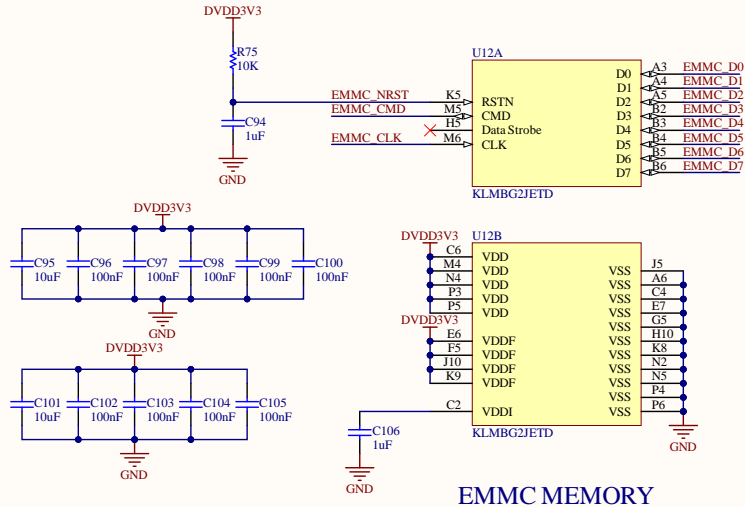 DVDD3V3
R75
10K
U12A
EMMC_NRST K5 RSTN
EMMC_CMD M5 CMD
H5 Data Strobe
EMMC_CLK M6 CLK
D0 A3 EMMC_D0
D1 A4 EMMC_D1
D2 A5 EMMC_D2
D3 B2 EMMC_D3
D4 B3 EMMC_D4
D5 B4 EMMC_D5
D6 B5 EMMC_D6
D7 B6 EMMC_D7
KLMBG2JETD
C94
1uF
GND
DVDD3V3
C95 C96 C97 C98 C99 C100
10uF 100nF 100nF 100nF 100nF 100nF
GND
DVDD3V3
C101 C102 C103 C104 C105
10uF 100nF 100nF 100nF 100nF
GND
U12B
DVDD3V3
C6 VDD
M4 VDD
N4 VDD
P3 VDD
P5 VDD
DVDD3V3
E6 VDDF
F5 VDDF
J10 VDDF
K9 VDDF
C2 VDDI
VSS J5
VSS A6
VSS C4
VSS E7
VSS G5
VSS H10
VSS K8
VSS N2
VSS N5
VSS P4
VSS P6
KLMBG2JETD
GND
C106
1uF
GND
EMMC MEMORY